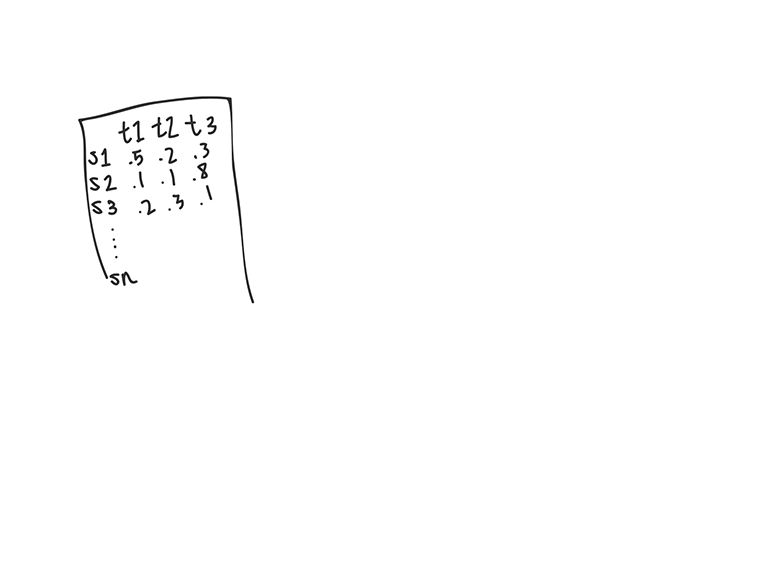 t1 t2 t3
s1 .5 .2 .3
s2 .1 .1 .8
s3 .2 .3 .1
.
.
.
.
sn